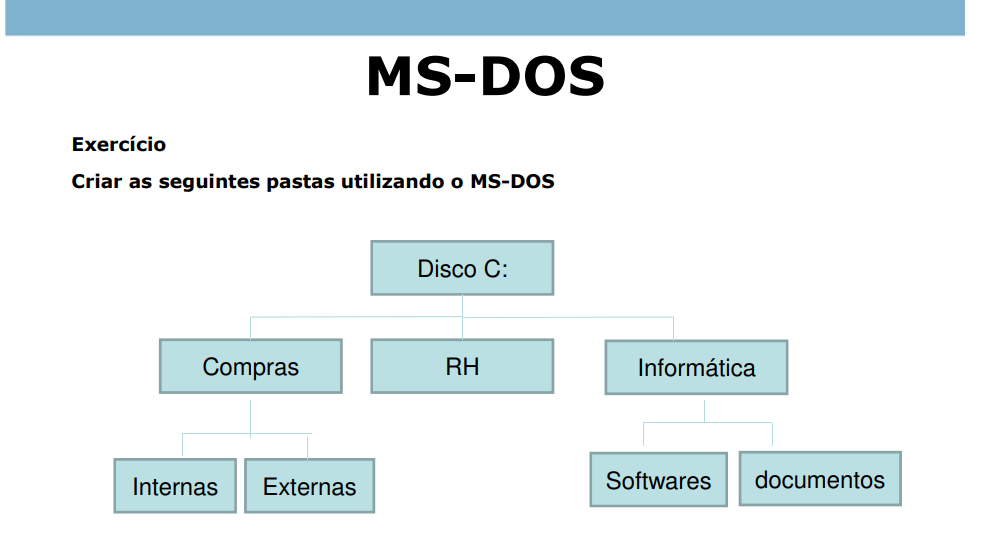 MS-DOS
Exercício
Criar as seguintes pastas utilizando o MS-DOS
Disco C:
Compras
RH
Informática
Internas
Externas
Softwares
documentos